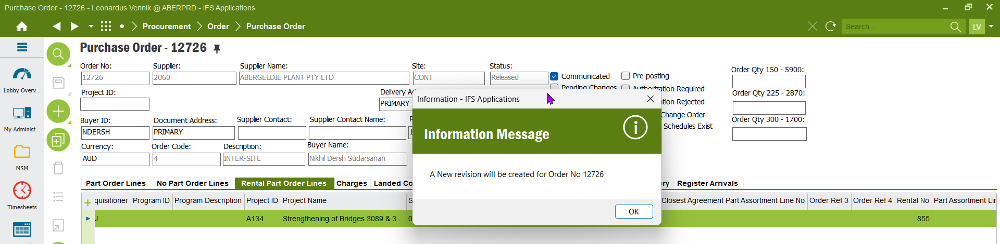 Purchase Order - 12726 - Leonardus Vennik @ ABERPRD - IFS Applications
Procurement Order Purchase Order
Search...
LV
Purchase Order - 12726
Order No: Supplier: Supplier Name: Site: Status:
12726 2060 ABERGELDIE PLANT PTY LTD CONT Released
Communicated Pre-posting Order Qty 150 - 5900:
Pending Changes Authorization Required
Lobby Overv...
Project ID: Delivery A Order Qty 225 - 2870:
PRIMARY tion Rejected
Information - IFS Applications
Change Order
Buyer ID: Document Address: Supplier Contact: Supplier Contact Name: Order Qty 300 - 1700:
Schedules Exist
My Administ...
NDERSH PRIMARY 1
Information Message
Currency: Order Code: Description: Buyer Name:
AUD 4 INTER-SITE Nikhil Dersh Sudarsanan
MSM
A New revision will be created for Order No 12726
Part Order Lines No Part Order Lines Rental Part Order Lines Charges Landed Co ry Register Arrivals
quisitioner Program ID Program Description Project ID Project Name S Closest Agreement Part Assortment Line No Order Ref 3 Order Ref 4 Rental No Part Assortment Lir
Timesheets
OK
J A134 Strengthening of Bridges 3089 & 3... 0 855